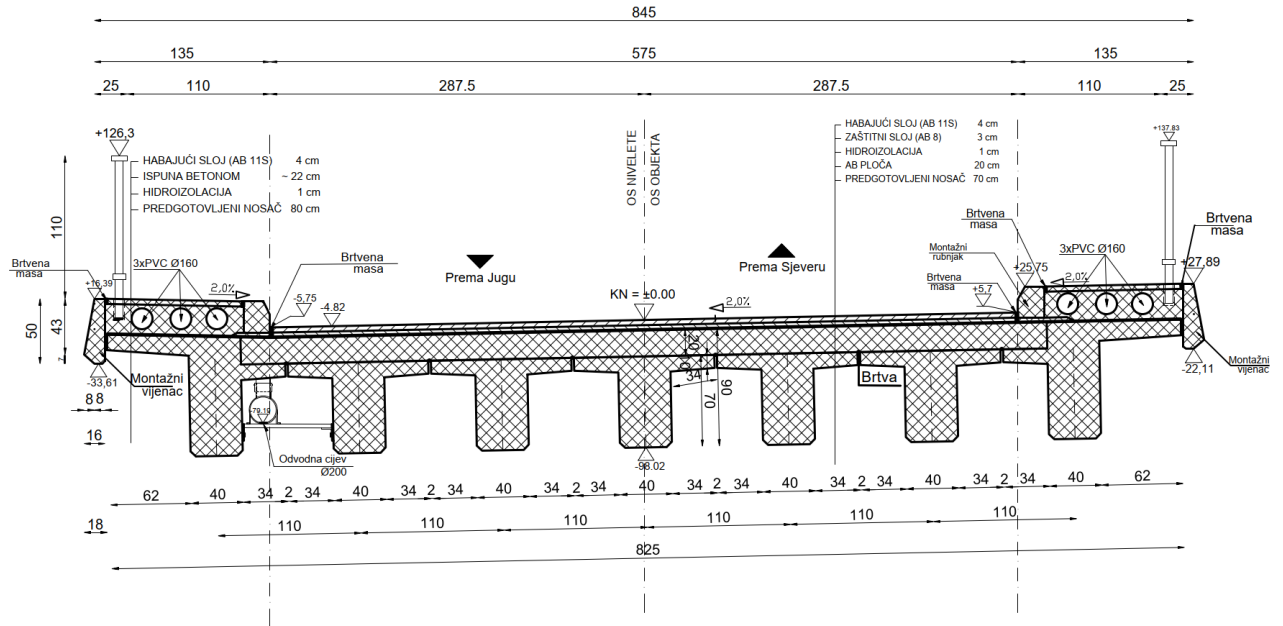 845
135 575 135
25 110 287.5 287.5 110 25
+126,3
HABAJUĆI SLOJ (AB 11S) 4 cm
ISPUNA BETONOM ~ 22 cm
HIDROIZOLACIJA 1 cm
PREDGOTOVLJENI NOSAČ 80 cm
OS NIVELETE
OS OBJEKTA
HABAJUĆI SLOJ (AB 11S) 4 cm
ZAŠTITNI SLOJ (AB 8) 3 cm
HIDROIZOLACIJA 1 cm
AB PLOČA 20 cm
PREDGOTOVLJENI NOSAČ 70 cm
+137,83
110
Brtvena
masa
3xPVC Ø160
Brtvena
masa
Prema Jugu
Prema Sjeveru
Brtvena
masa
Montažni
rubnjak
Brtvena
masa
3xPVC Ø160
Brtvena
masa
+16,39
2,0%
-5,75
-4.82
KN = ±0.00
2,0%
+5,7
+25,75
2,0%
+27,89
50
43
7
20
10
34
70
90
Brtva
-33,61
Montažni
vijenac
-22,11
Montažni
vijenac
8 8
16
-79,19
Odvodna cijev
Ø200
-98.02
62 40 34 2 34 40 34 2 34 40 34 2 34 40 34 2 34 40 34 2 34 40 34 2 34 40 62
18
110 110 110 110 110 110
825